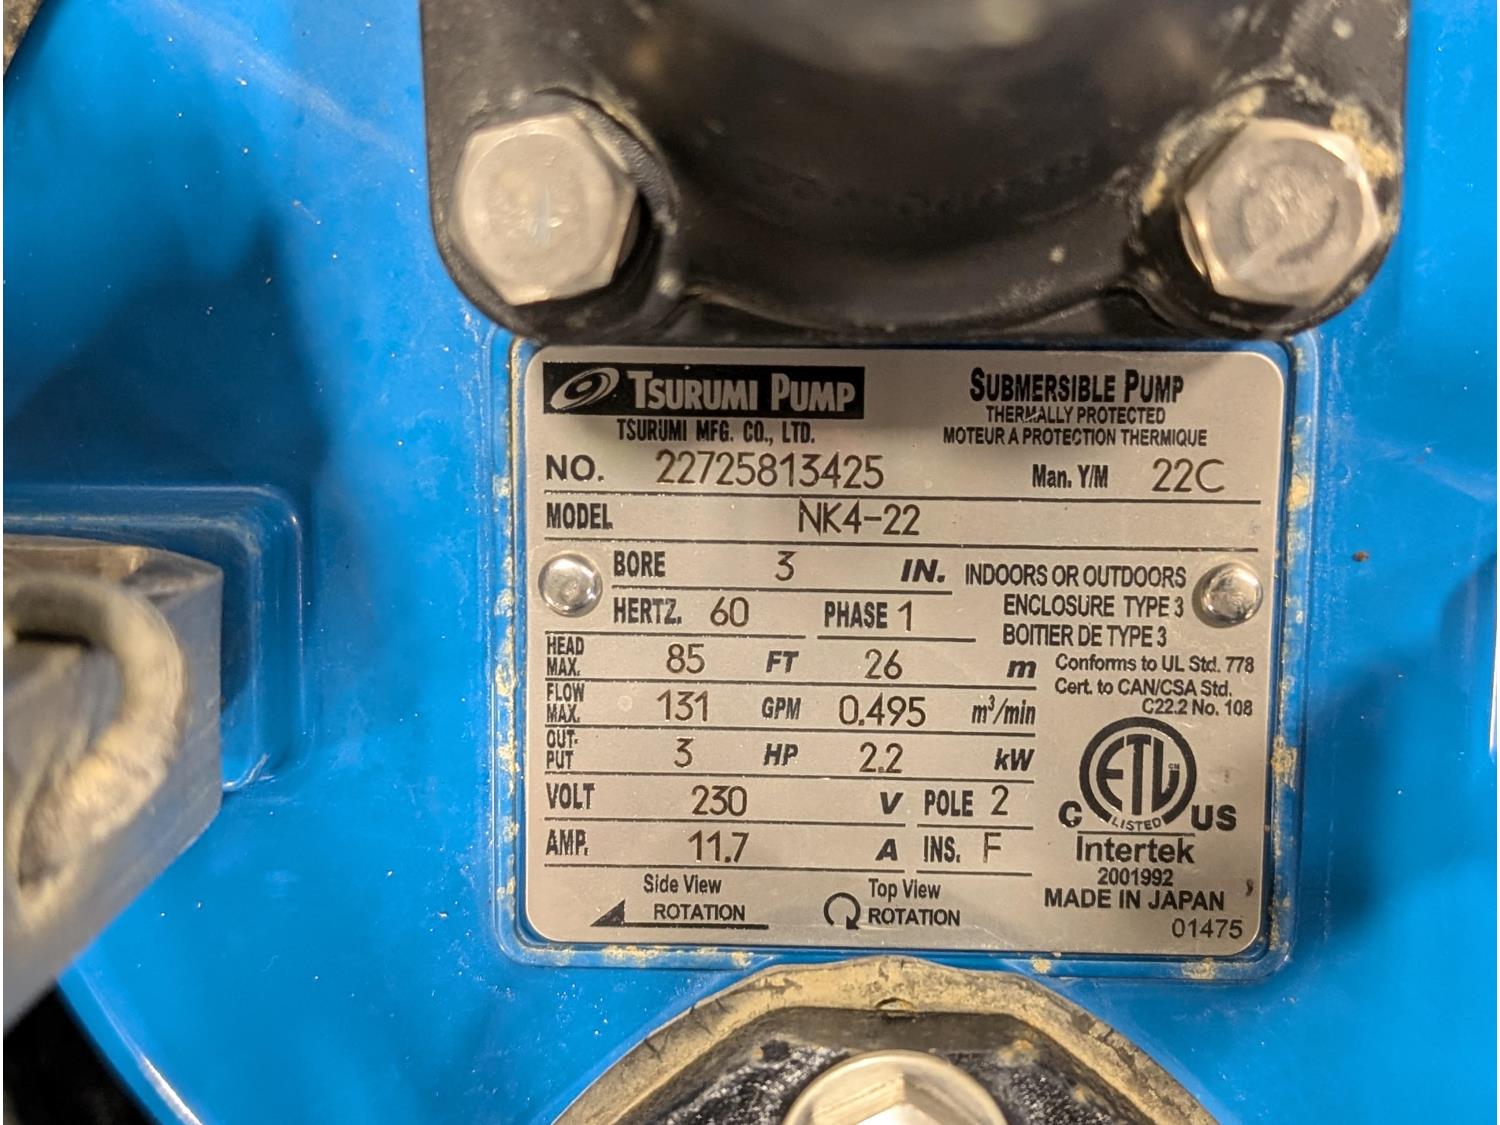 TSURUMI PUMP
TSURUMI MFG. CO., LTD.
SUBMERSIBLE PUMP
THERMALLY PROTECTED
MOTEUR A PROTECTION THERMIQUE
NO. 22725813425 Man. Y/M 22C
MODEL NK4-22
BORE 3 IN.
HERTZ. 60 PHASE 1
INDOORS OR OUTDOORS
ENCLOSURE TYPE 3
BOITIER DE TYPE 3
HEAD MAX. 85 FT 26 m
FLOW MAX. 131 GPM 0.495 m³/min
OUT-PUT 3 HP 2.2 kW
VOLT 230 V POLE 2
AMP. 11.7 A INS. F
Conforms to UL Std. 778
Cert. to CAN/CSA Std.
C22.2 No. 108
ETL CM
C LISTED US
Intertek
2001992
MADE IN JAPAN
01475
Side View
ROTATION
Top View
ROTATION